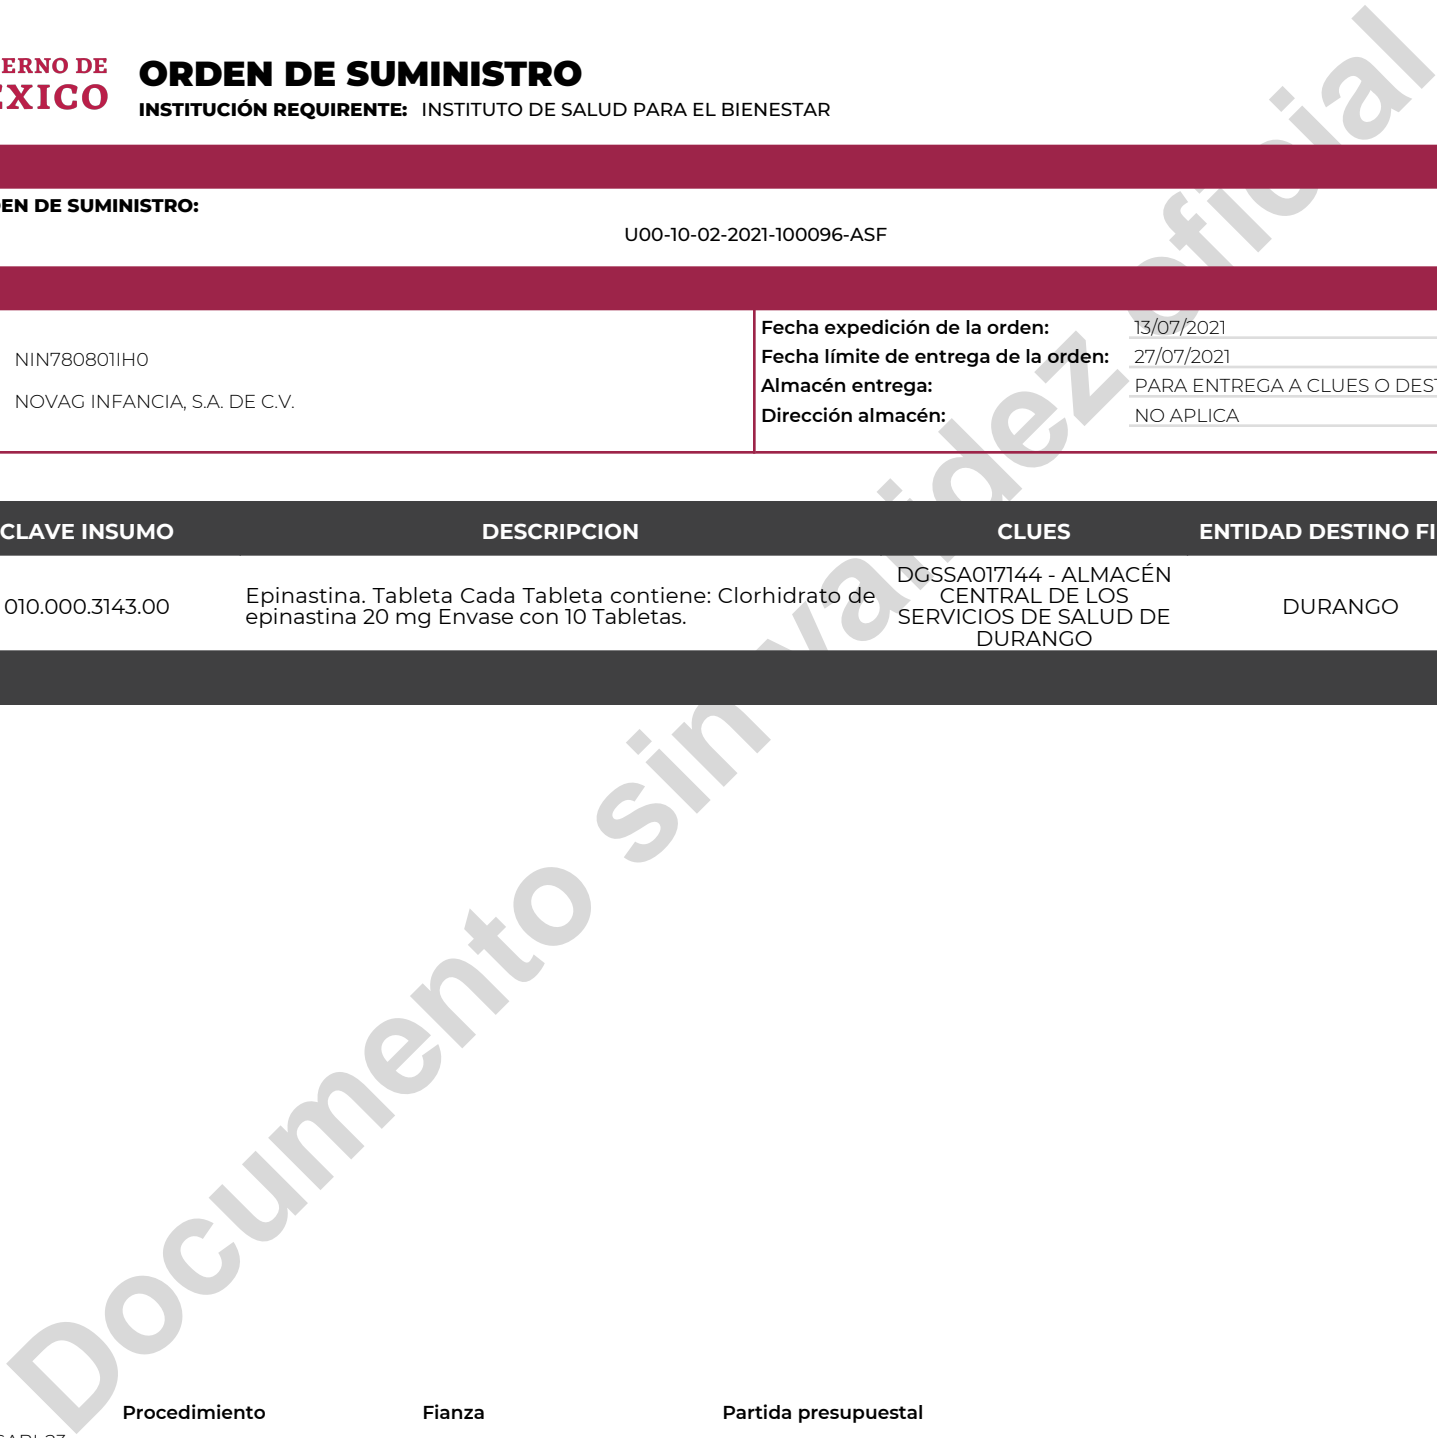 ERNO DE
EXICO
ORDEN DE SUMINISTRO
INSTITUCIÓN REQUIRENTE: INSTITUTO DE SALUD PARA EL BIENESTAR
EN DE SUMINISTRO:
U00-10-02-2021-100096-ASF
NIN780801IH0
NOVAG INFANCIA, S.A. DE C.V.
Fecha expedición de la orden: 13/07/2021
Fecha límite de entrega de la orden: 27/07/2021
Almacén entrega: PARA ENTREGA A CLUES O DEST
Dirección almacén: NO APLICA
CLAVE INSUMO DESCRIPCION CLUES ENTIDAD DESTINO FI
010.000.3143.00
Epinastina. Tableta Cada Tableta contiene: Clorhidrato de
epinastina 20 mg Envase con 10 Tabletas.
DGSSA017144 - ALMACÉN
CENTRAL DE LOS
SERVICIOS DE SALUD DE
DURANGO
DURANGO
Documento sin validez oficial
Procedimiento Fianza Partida presupuestal